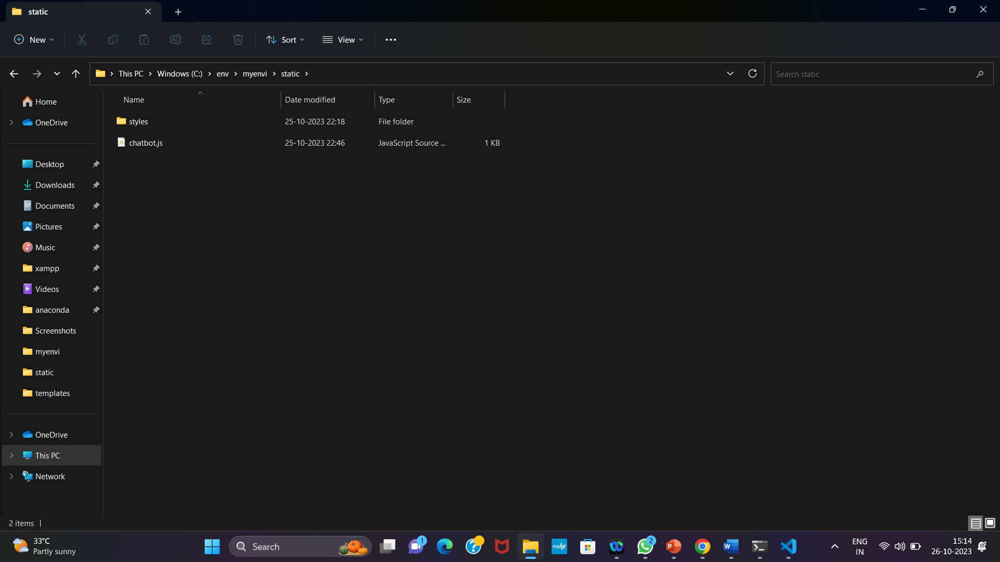 static
New
Sort
View
This PC
Windows (C:)
env
myenvi
static
Search static
Name
Date modified
Type
Size
styles
25-10-2023 22:18
File folder
chatbot.js
25-10-2023 22:46
JavaScript Source ...
1 KB
Home
OneDrive
Desktop
Downloads
Documents
Pictures
Music
xampp
Videos
anaconda
Screenshots
myenvi
static
templates
OneDrive
This PC
Network
2 items
33°C
Partly sunny
Search
1
myhp
2
ENG
IN
15:14
26-10-2023